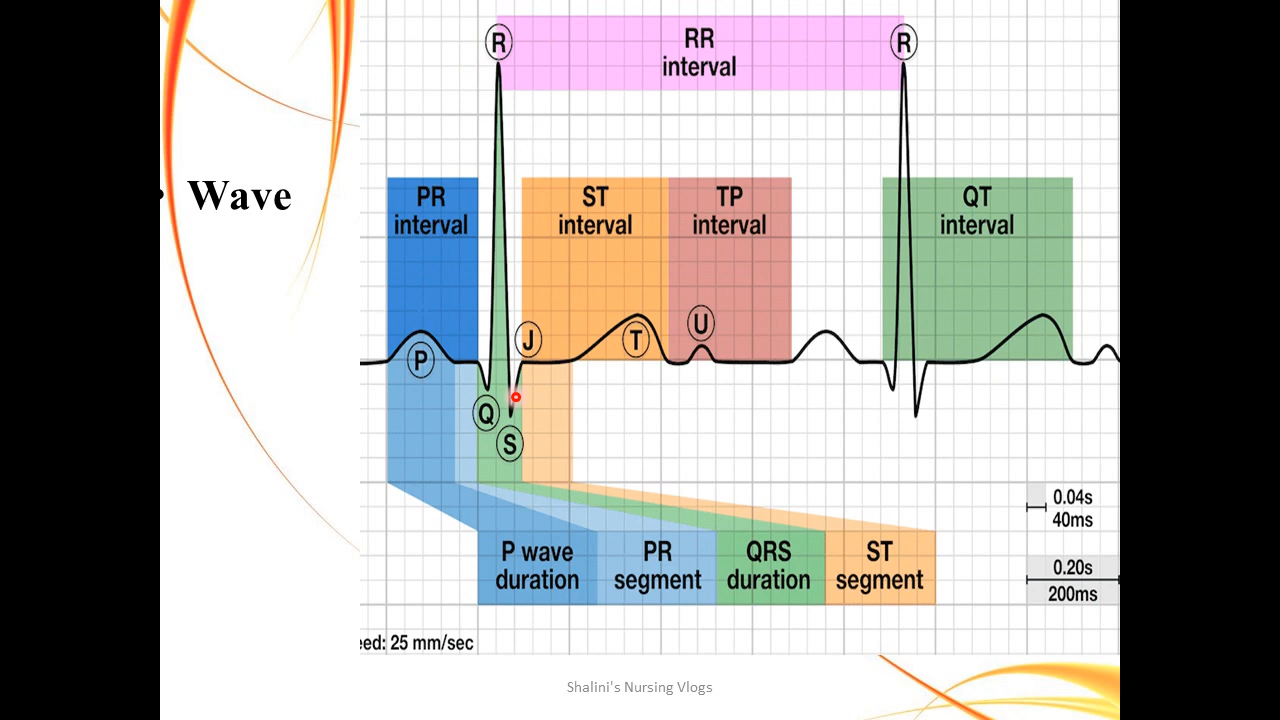 • Wave
R
RR
interval
R
PR
interval
ST
interval
TP
interval
QT
interval
P
Q
S
J
T
U
0.04s
40ms
0.20s
200ms
P wave
duration
PR
segment
QRS
duration
ST
segment
eed: 25 mm/sec
Shalini's Nursing Vlogs